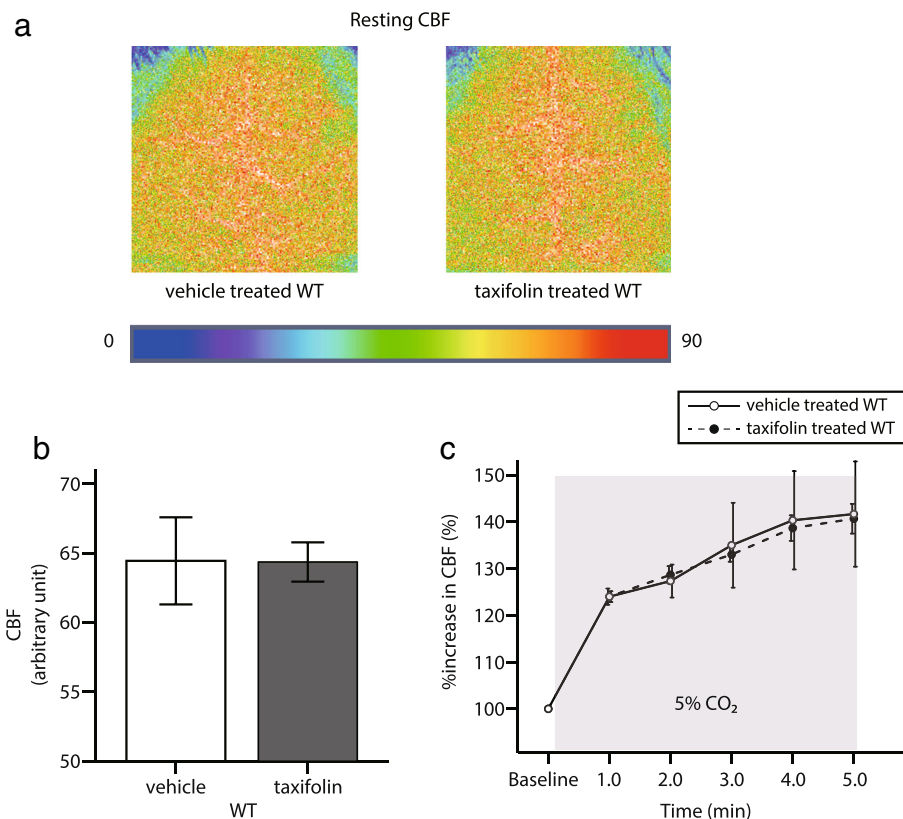 a
Resting CBF
vehicle treated WT
taxifolin treated WT
0
90
b
70
65
60
55
50
CBF
(arbitrary unit)
vehicle
taxifolin
WT
vehicle treated WT
taxifolin treated WT
c
150
140
130
120
110
100
%increase in CBF (%)
5% CO₂
Baseline 1.0 2.0 3.0 4.0 5.0
Time (min)